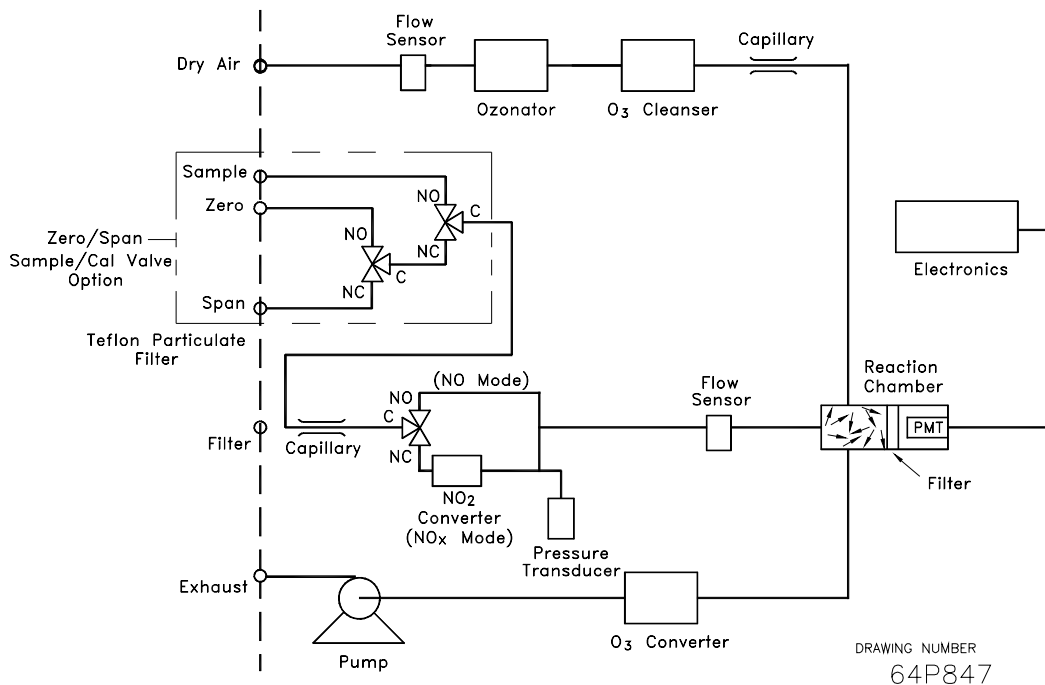 Flow
Sensor
Dry Air
Capillary
Ozonator
O3 Cleanser
Sample
NO
C
Zero
NO
NC
C
Zero/Span
Sample/Cal Valve
Option
NC
Span
Electronics
Teflon Particulate
Filter
Reaction
Chamber
(NO Mode)
Flow
Sensor
NO
C
Filter
Capillary
NC
PMT
Filter
NO2
Converter
(NOx Mode)
Pressure
Transducer
Exhaust
O3 Converter
Pump
DRAWING NUMBER
64P847